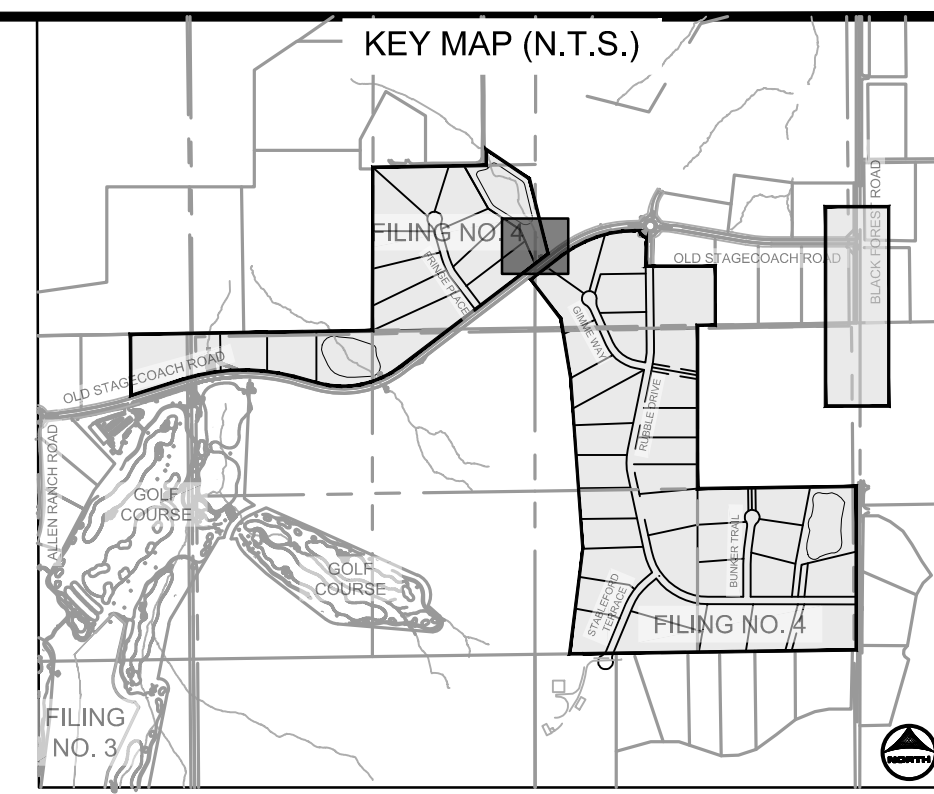 KEY MAP (N.T.S.)
BLACK FOREST ROAD
FILING NO. 4
OLD STAGECOACH ROAD
FRINGE PLACE
GIMME WAY
OLD STAGECOACH ROAD
RUBBLE DRIVE
ALLEN RANCH ROAD
GOLF
COURSE
BUNKER TRAIL
GOLF
COURSE
STABLEFORD
TERRACE
FILING NO. 4
FILING
NO. 3
NORTH